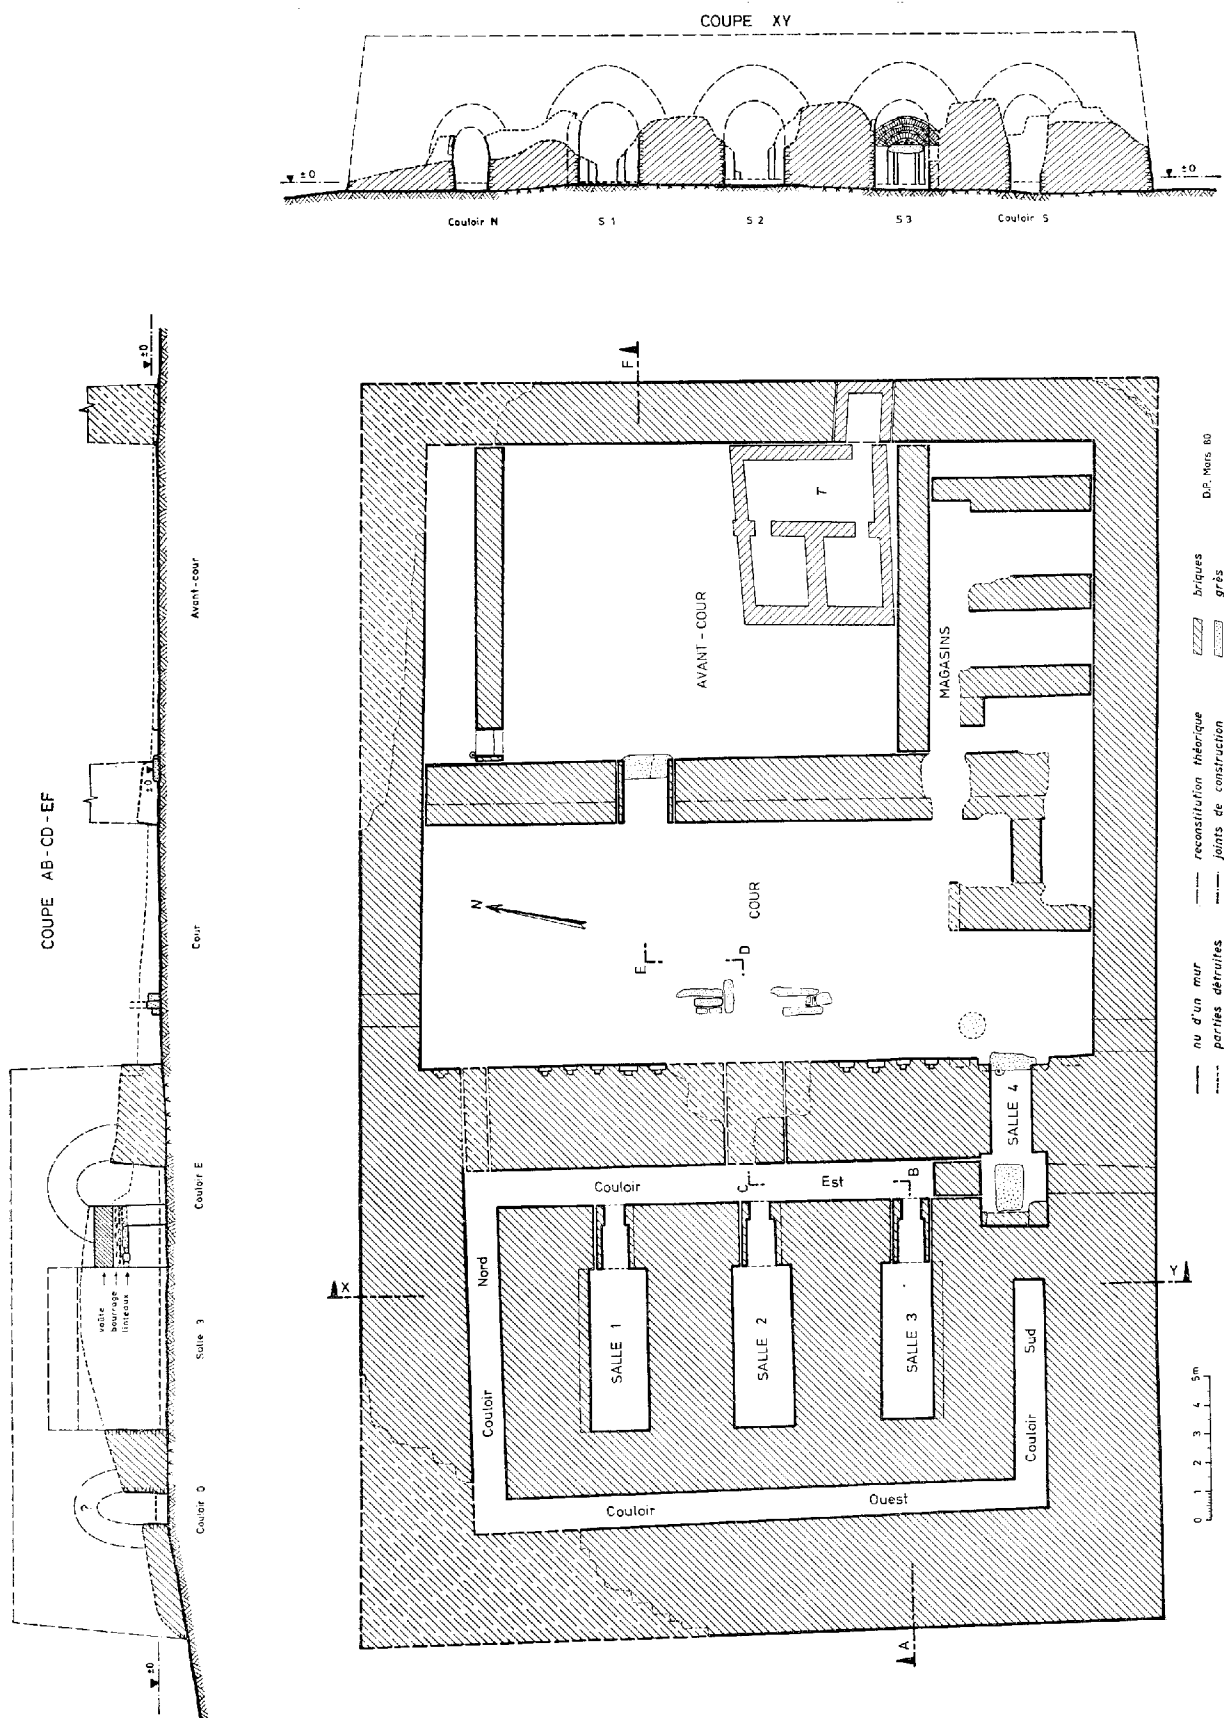 COUPE XY
±0
±0
Couloir N
S 1
S 2
S 3
Couloir S
COUPE AB-CD-EF
±0
±0
±0
Avant-cour
Cour
Couloir E
voûte
bourrage
linteaux
Salle 3
?
Couloir O
F
T
AVANT-COUR
MAGASINS
N
COUR
E
D
SALLE 4
Couloir
C
Est
B
Nord
X
Y
SALLE 1
SALLE 2
SALLE 3
Couloir
Sud
Couloir
Couloir
Ouest
A
0 1 2 3 4 5m
nu d'un mur
parties détruites
reconstitution théorique
joints de construction
briques
grès
D.P. Mars 80